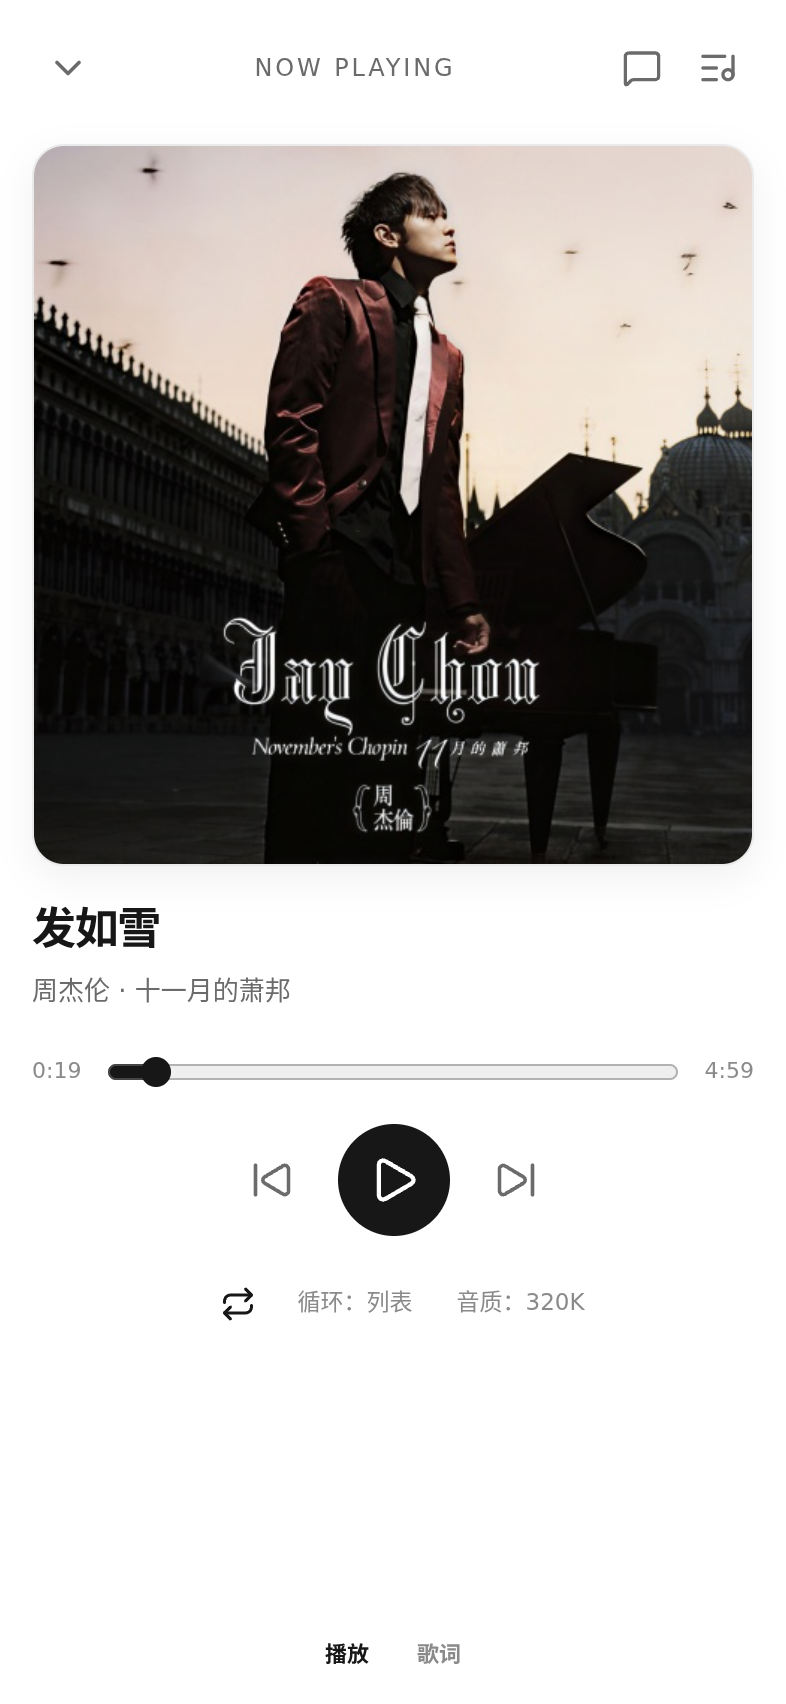 NOW PLAYING
Jay Chou
November's Chopin 11月的蕭邦
周
杰倫
发如雪
周杰伦 · 十一月的萧邦
0:19 4:59
循环：列表 音质：320K
播放 歌词